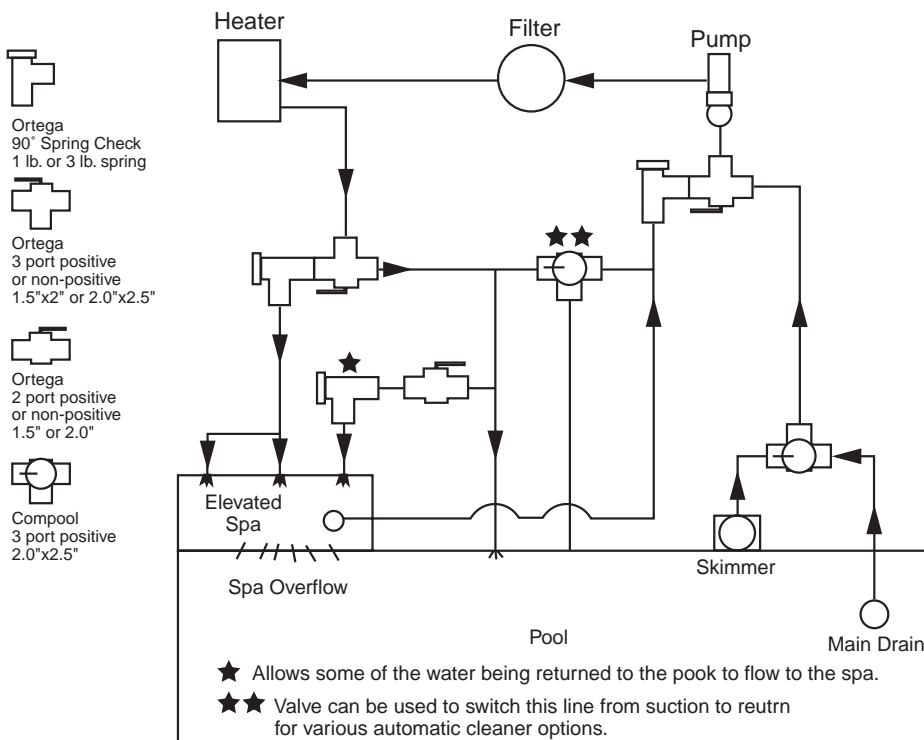 Heater
Filter
Pump
Ortega
90° Spring Check
1 lb. or 3 lb. spring
Ortega
3 port positive
or non-positive
1.5"x2" or 2.0"x2.5"
Ortega
2 port positive
or non-positive
1.5" or 2.0"
Compool
3 port positive
2.0"x2.5"
Elevated
Spa
Spa Overflow
Skimmer
Main Drain
Pool
Allows some of the water being returned to the pook to flow to the spa.
Valve can be used to switch this line from suction to reutrn
for various automatic cleaner options.